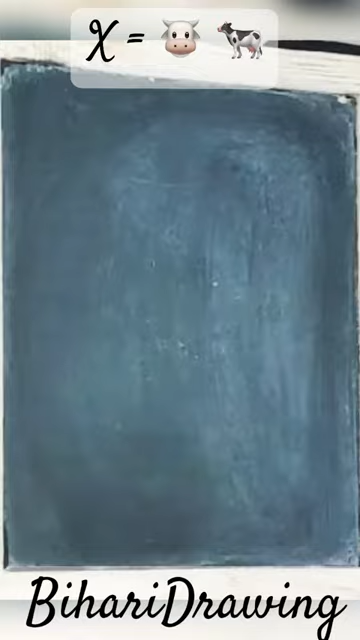 X = 🐮 🐄
BihariDrawing